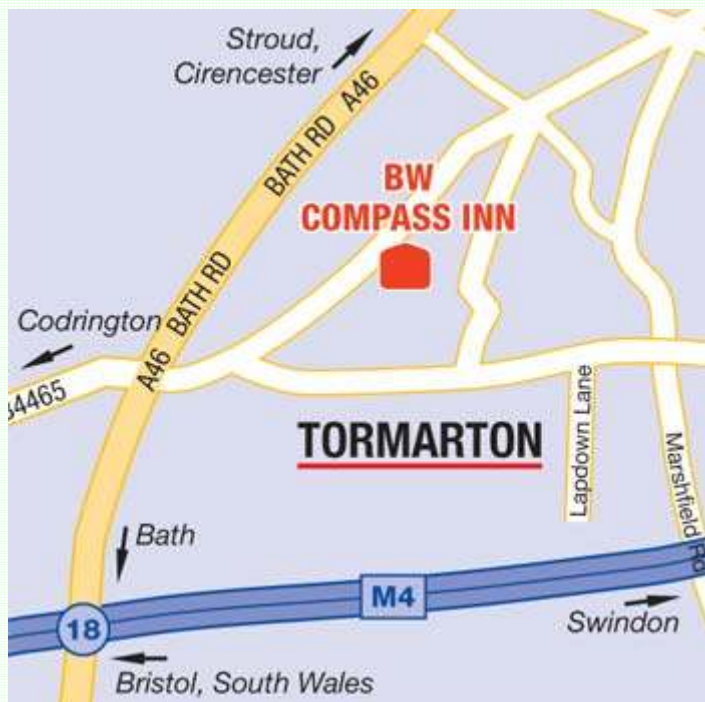 Stroud,
Cirencester
BATH RD A46
BW
COMPASS INN
BATH RD
Codrington
A46
B4465
TORMARTON
Lapdown Lane
Marshfield Rd
Bath
M4
18
Swindon
Bristol, South Wales